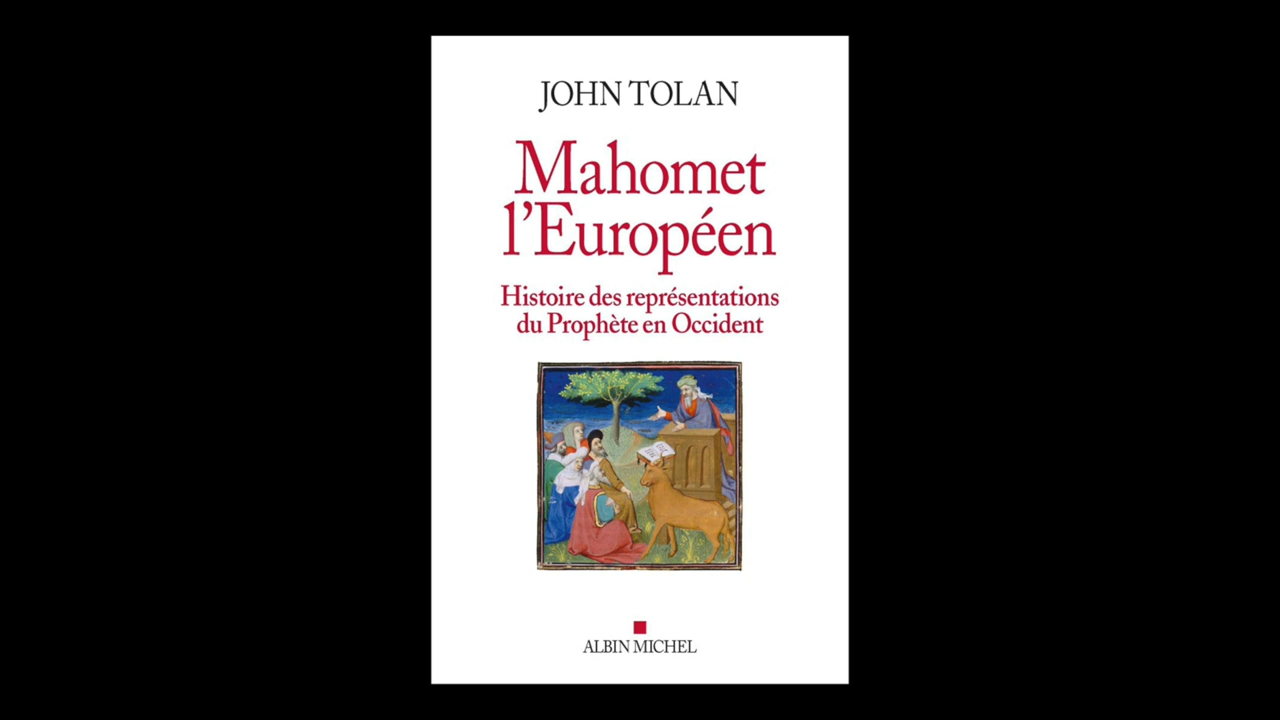 JOHN TOLAN
Mahomet
l’Européen
Histoire des représentations
du Prophète en Occident
ALBIN MICHEL